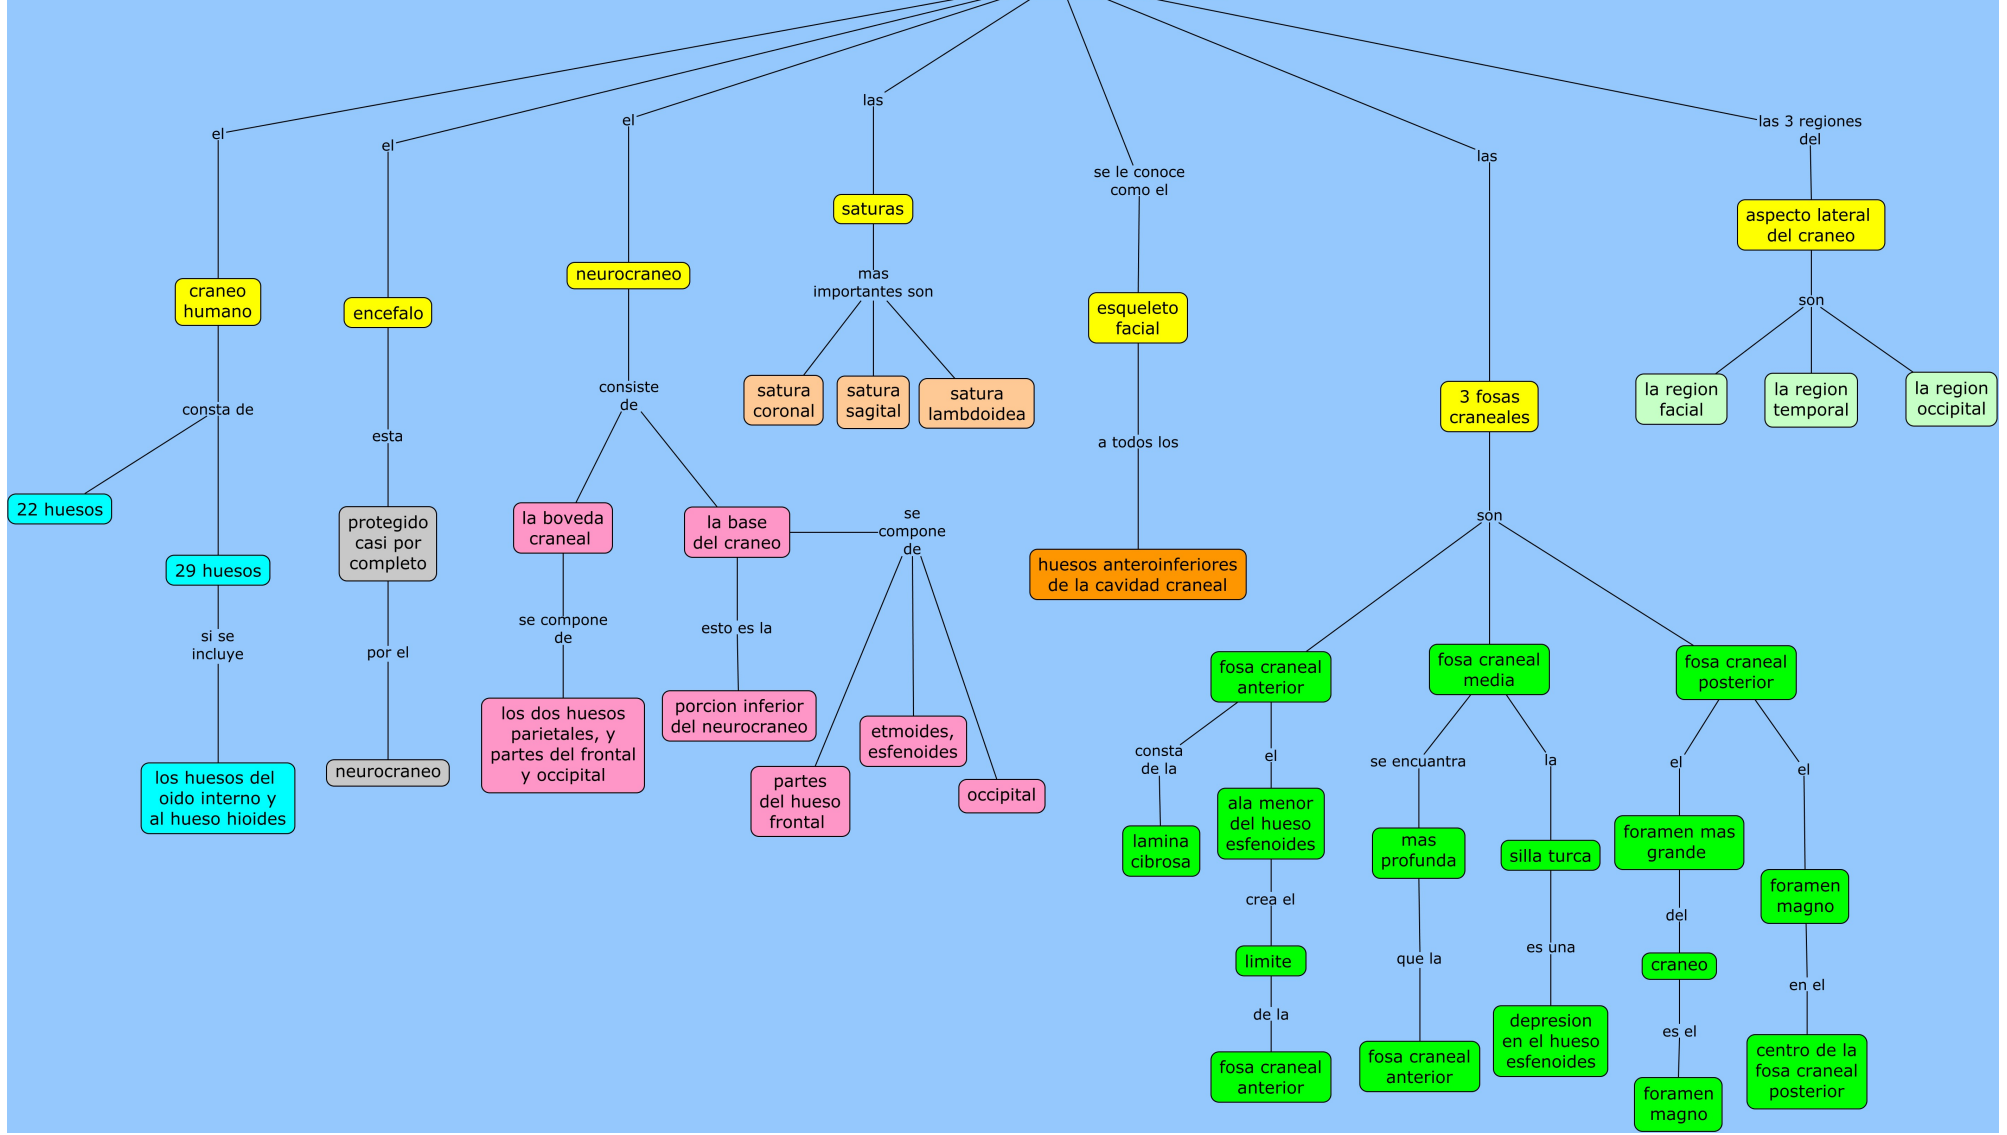 el
craneo
humano
consta de
22 huesos
29 huesos
si se
incluye
los huesos del
oido interno y
al hueso hioides
el
encefalo
esta
protegido
casi por
completo
por el
neurocraneo
el
neurocraneo
consiste
de
la boveda
craneal
se compone
de
los dos huesos
parietales, y
partes del frontal
y occipital
la base
del craneo
esto es la
porcion inferior
del neurocraneo
se
compone
de
partes
del hueso
frontal
etmoides,
esfenoides
occipital
las
saturas
mas
importantes son
satura
coronal
satura
sagital
satura
lambdoidea
se le conoce
como el
esqueleto
facial
a todos los
huesos anteroinferiores
de la cavidad craneal
las
3 fosas
craneales
son
fosa craneal
anterior
consta
de la
lamina
cibrosa
el
ala menor
del hueso
esfenoides
crea el
limite
de la
fosa craneal
anterior
fosa craneal
media
se encuantra
mas
profunda
que la
fosa craneal
anterior
la
silla turca
es una
depresion
en el hueso
esfenoides
fosa craneal
posterior
el
foramen mas
grande
del
craneo
es el
foramen
magno
el
foramen
magno
en el
centro de la
fosa craneal
posterior
las 3 regiones
del
aspecto lateral
del craneo
son
la region
facial
la region
temporal
la region
occipital